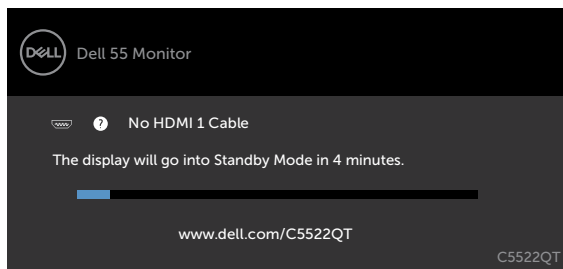 DELL
Dell 55 Monitor
? No HDMI 1 Cable
The display will go into Standby Mode in 4 minutes.
www.dell.com/C5522QT
C5522QT